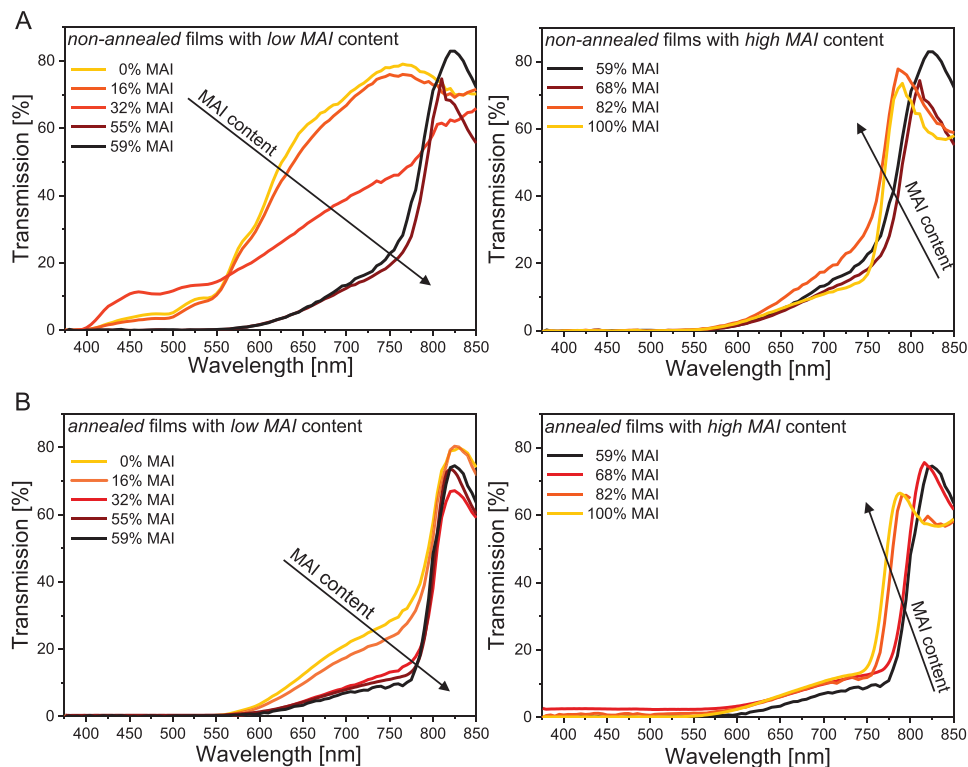 A
non-annealed films with low MAI content
0% MAI
16% MAI
32% MAI
55% MAI
59% MAI
MAI content
Transmission [%]
80
60
40
20
0
400 450 500 550 600 650 700 750 800 850
Wavelength [nm]
non-annealed films with high MAI content
59% MAI
68% MAI
82% MAI
100% MAI
MAI content
Transmission [%]
80
60
40
20
0
400 450 500 550 600 650 700 750 800 850
Wavelength [nm]
B
annealed films with low MAI content
0% MAI
16% MAI
32% MAI
55% MAI
59% MAI
MAI content
Transmission [%]
80
60
40
20
0
400 450 500 550 600 650 700 750 800 850
Wavelength [nm]
annealed films with high MAI content
59% MAI
68% MAI
82% MAI
100% MAI
MAI content
Transmission [%]
80
60
40
20
0
400 450 500 550 600 650 700 750 800 850
Wavelength [nm]